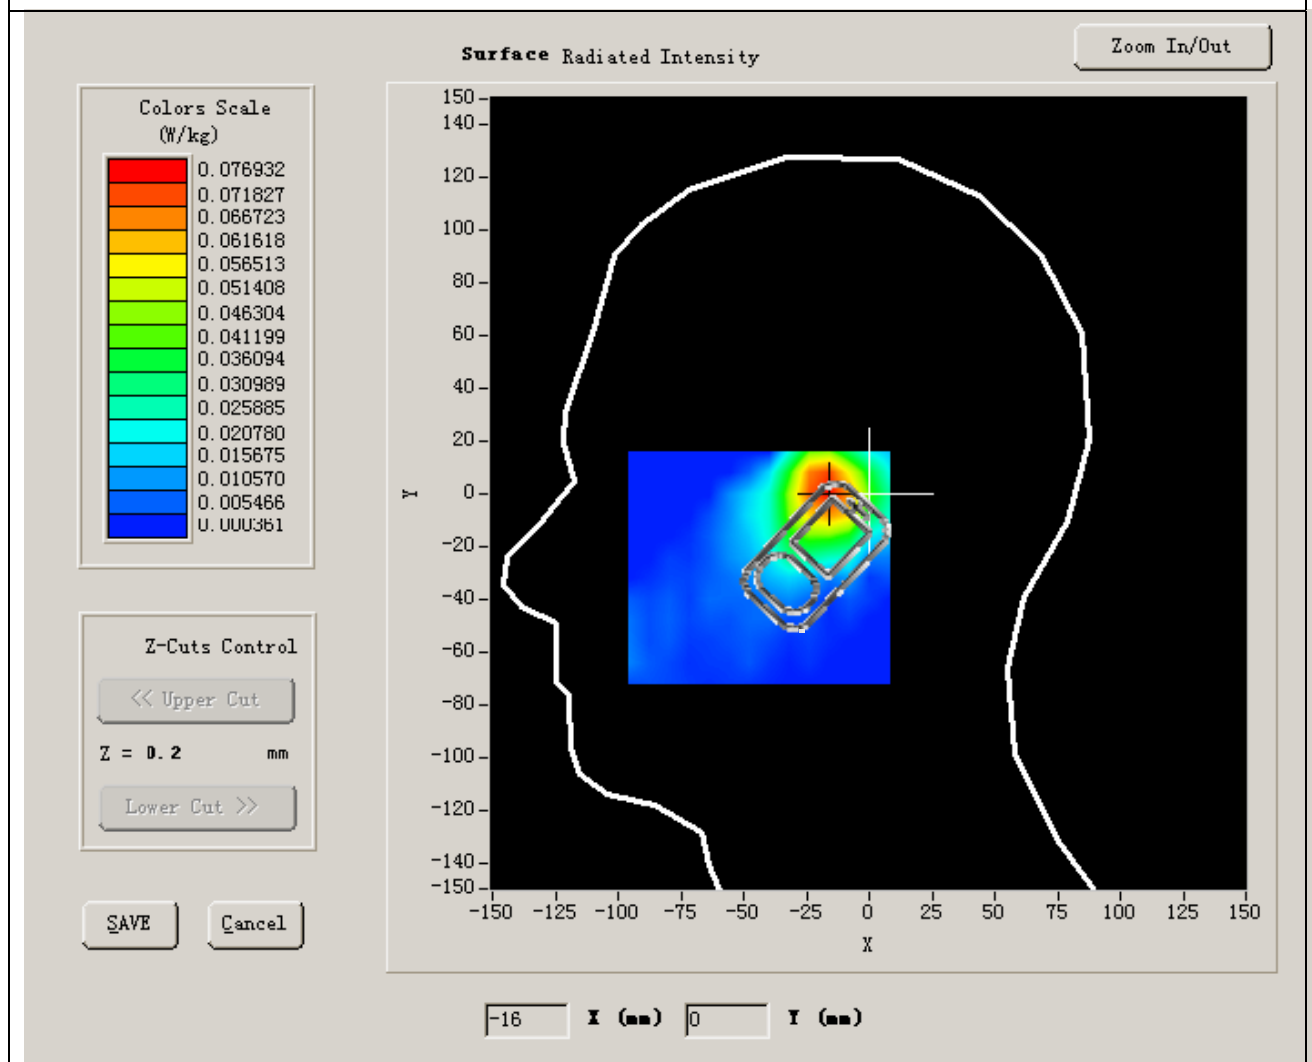 Surface Radiated Intensity
Zoom In/Out
Colors Scale
(W/kg)
0.076932
0.071827
0.066723
0.061618
0.056513
0.051408
0.046304
0.041199
0.036094
0.030989
0.025885
0.020780
0.015675
0.010570
0.005466
0.000361
Z-Cuts Control
<< Upper Cut
Z = 0.2 mm
Lower Cut >>
SAVE
Cancel
150
140
120
100
80
60
40
20
0
-20
-40
-60
-80
-100
-120
-140
-150
Y
-150 -125 -100 -75 -50 -25 0 25 50 75 100 125 150
X
-16 X (mm) 0 Y (mm)